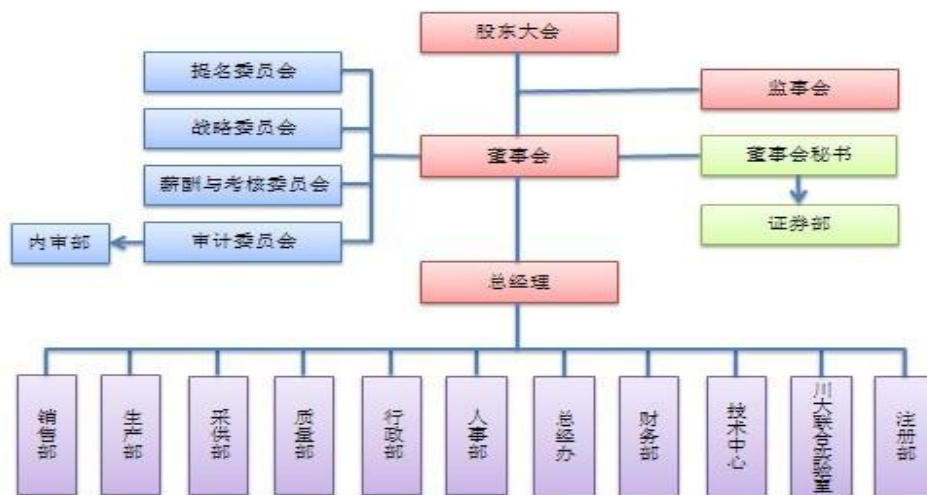 股东大会
提名委员会
监事会
战略委员会
董事会
董事会秘书
薪酬与考核委员会
证券部
内审部
审计委员会
总经理
销售部
生产部
采供部
质量部
行政部
人事部
总经办
财务部
技术中心
川大联合实验室
注册部